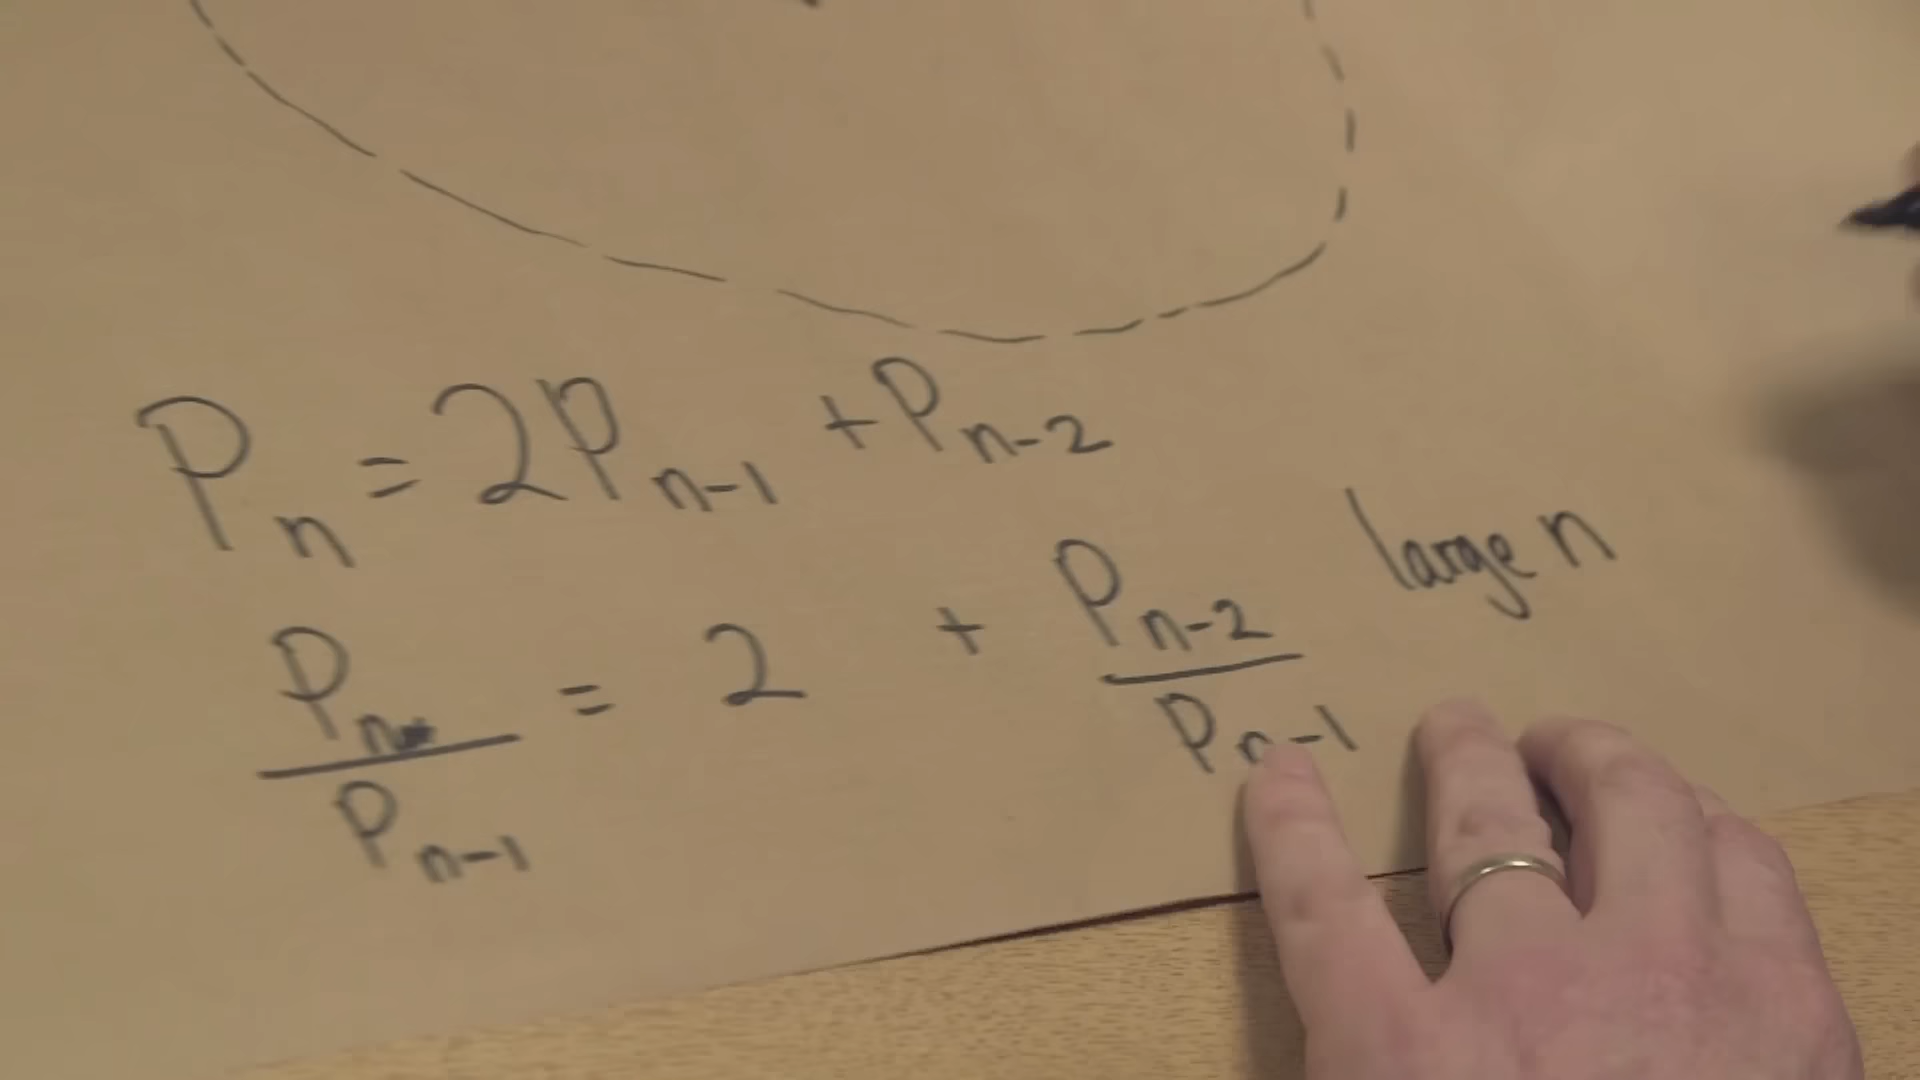 Pn = 2Pn-1 + Pn-2
large n
Pn/Pn-1 = 2 + Pn-2/Pn-1